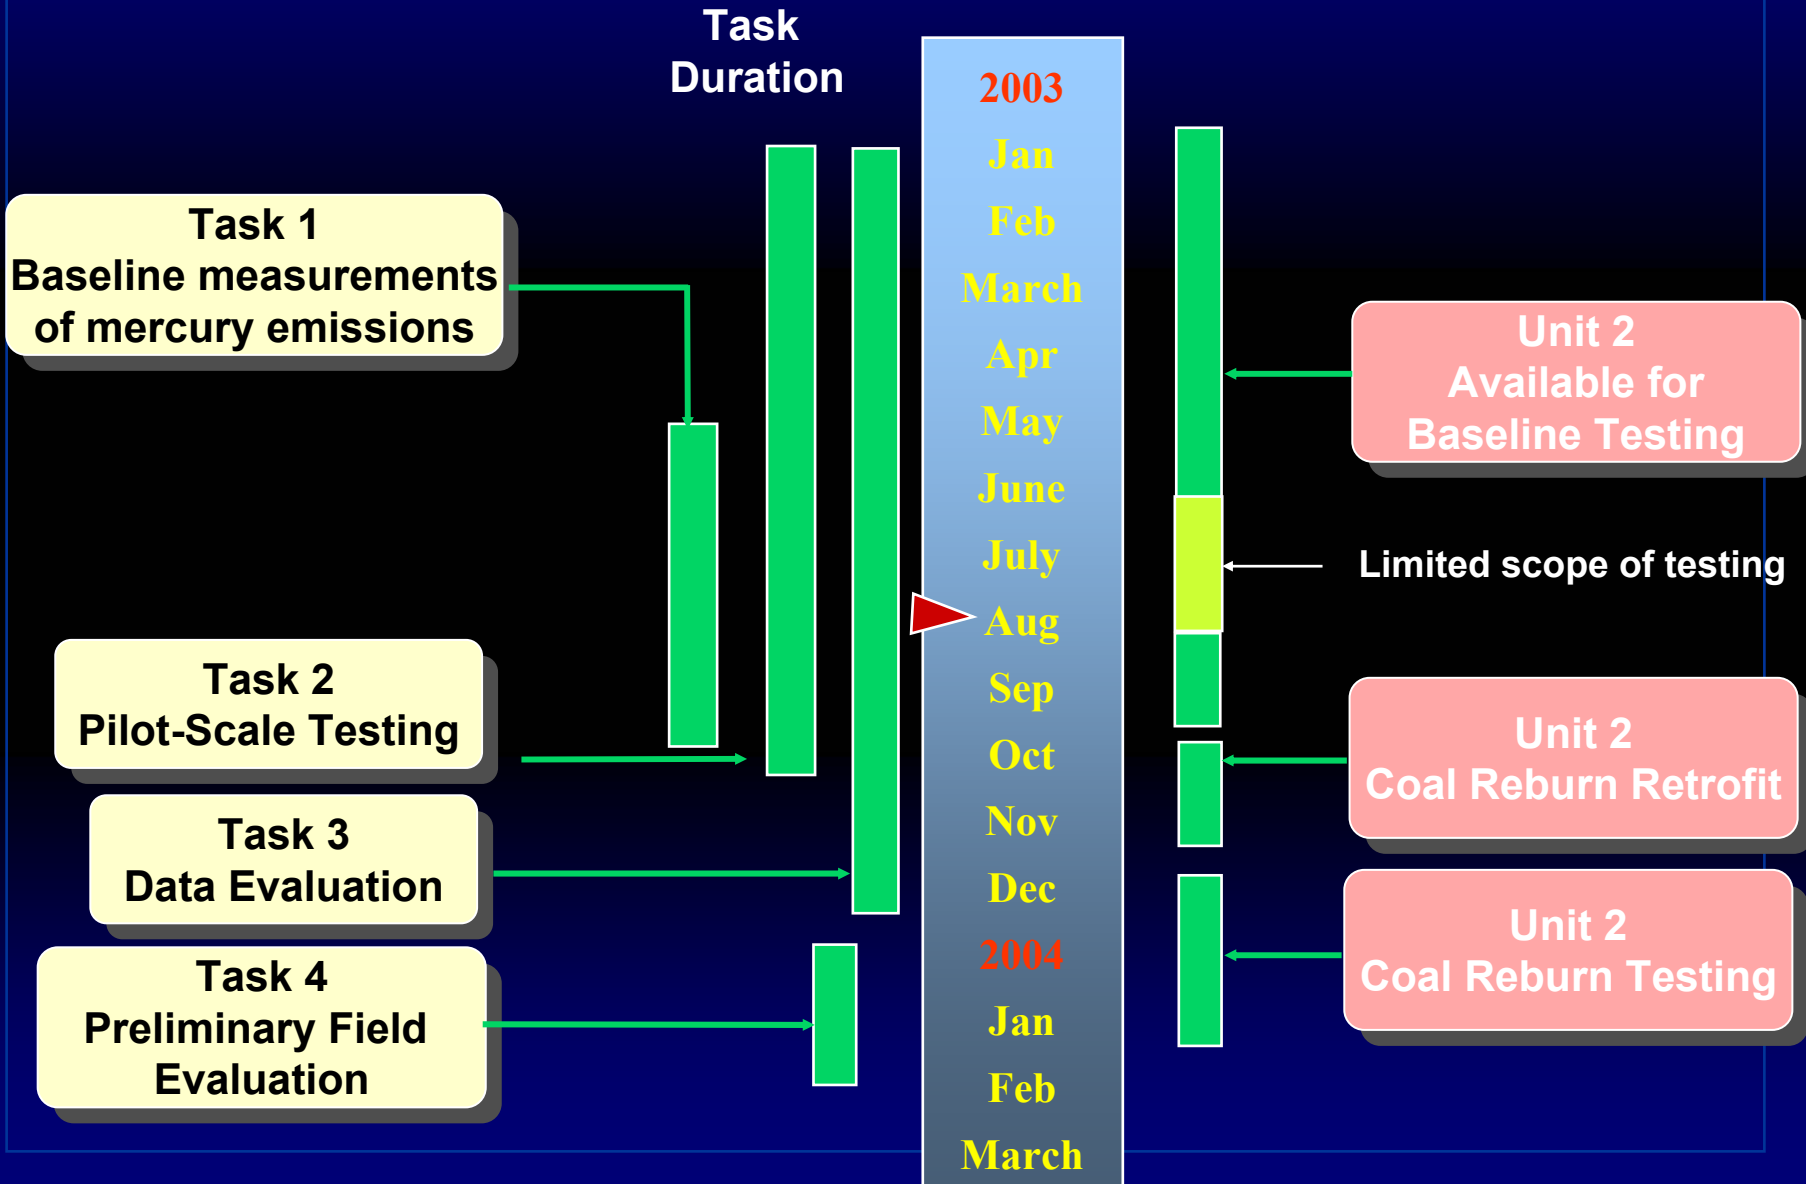 Task
Duration
Task 1
Baseline measurements
of mercury emissions
Task 2
Pilot-Scale Testing
Task 3
Data Evaluation
Task 4
Preliminary Field
Evaluation
2003
Jan
Feb
March
Apr
May
June
July
Aug
Sep
Oct
Nov
Dec
2004
Jan
Feb
March
Unit 2
Available for
Baseline Testing
Limited scope of testing
Unit 2
Coal Reburn Retrofit
Unit 2
Coal Reburn Testing